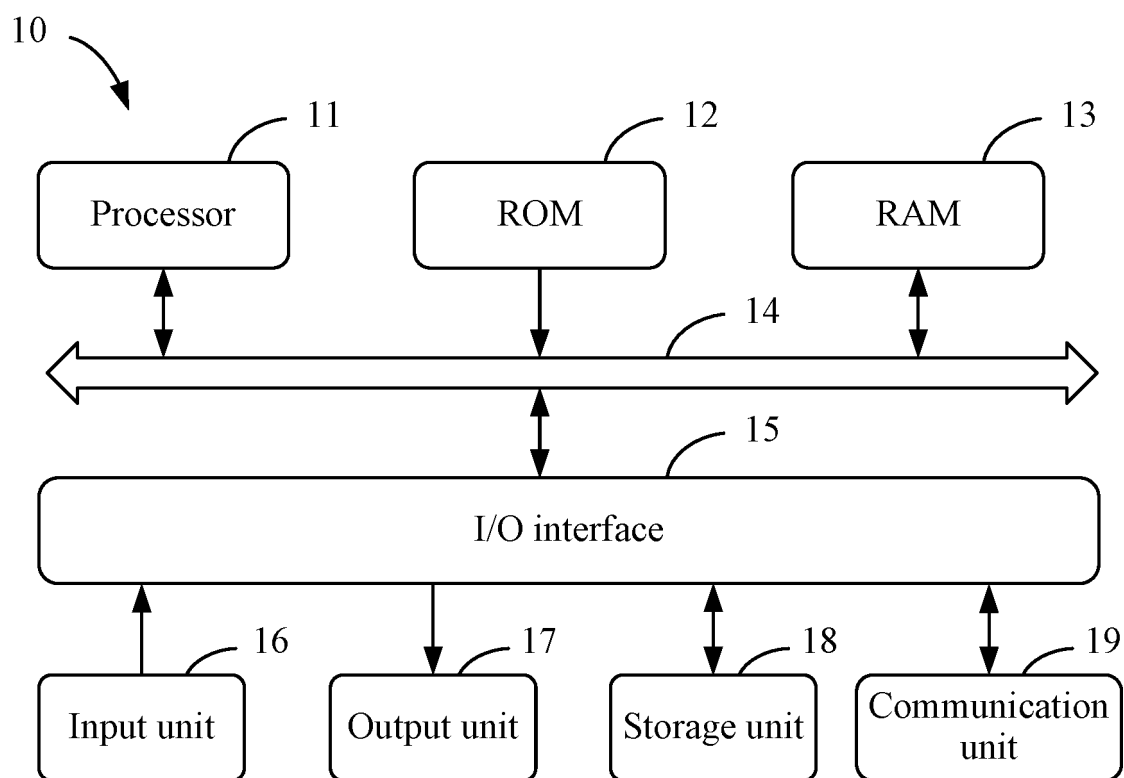 10
11
12
13
Processor
ROM
RAM
14
15
I/O interface
16
17
18
19
Input unit
Output unit
Storage unit
Communication
unit